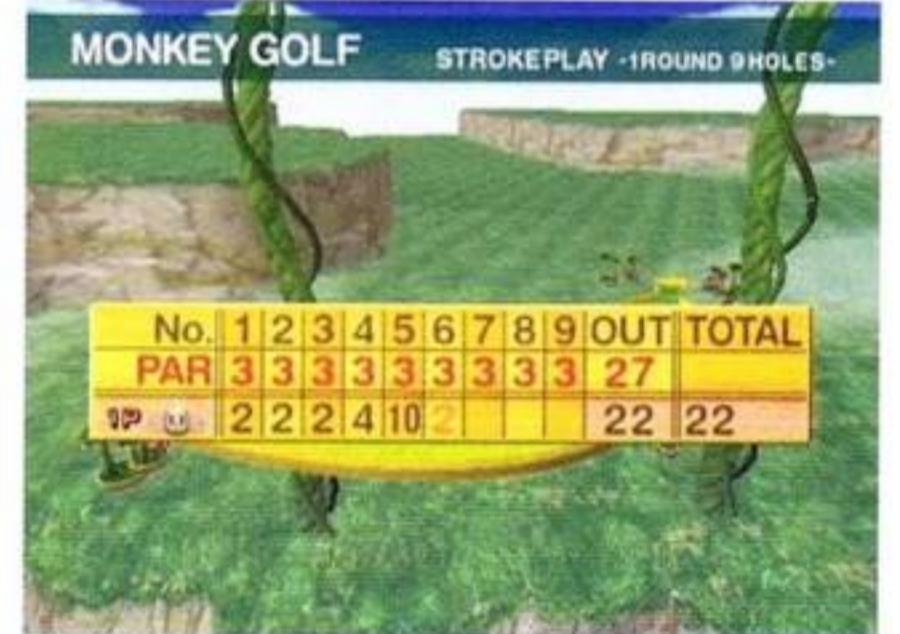 MONKEY GOLF STROKEPLAY -1ROUND 9HOLES-
No. 1 2 3 4 5 6 7 8 9 OUT TOTAL
PAR 3 3 3 3 3 3 3 3 3 27
1P 2 2 2 4 10 2 22 22